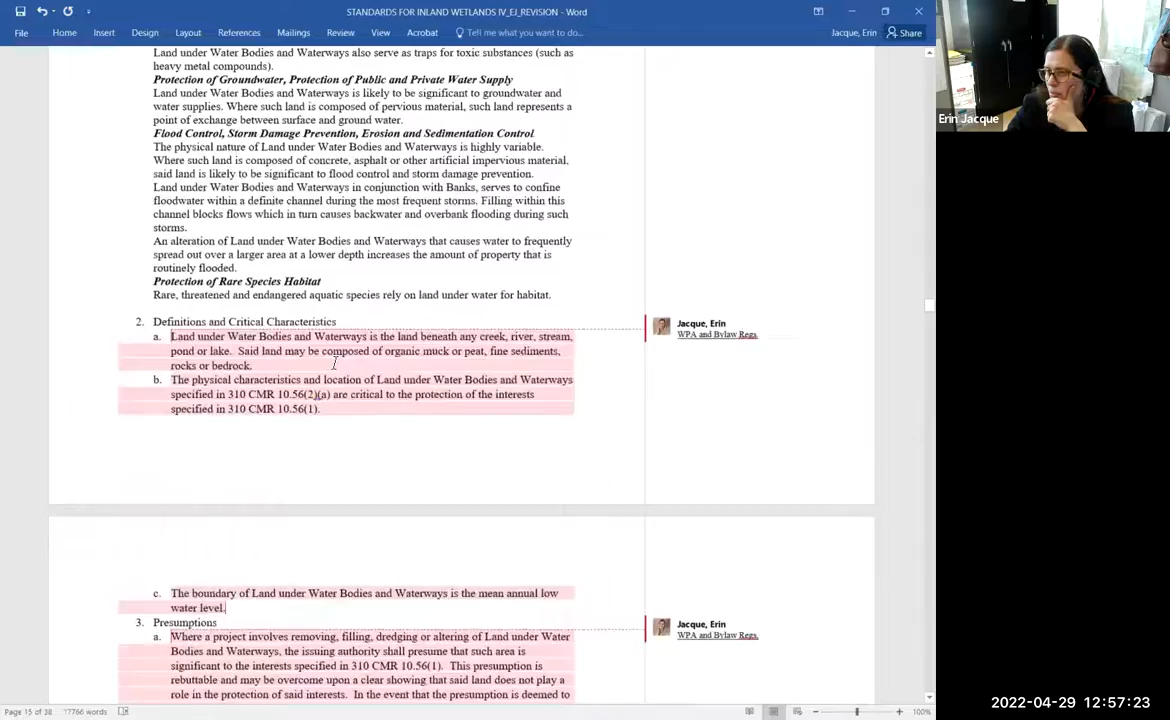 STANDARDS FOR INLAND WETLANDS IV_EJ_REVISION - Word
File Home Insert Design Layout References Mailings Review View Acrobat Tell me what you want to do... Jacque, Erin Share
Land under Water Bodies and Waterways also serve as traps for toxic substances (such as
heavy metal compounds).
Protection of Groundwater, Protection of Public and Private Water Supply
Land under Water Bodies and Waterways is likely to be significant to groundwater and
water supplies. Where such land is composed of pervious material, such land represents a
point of exchange between surface and ground water.
Flood Control, Storm Damage Prevention, Erosion and Sedimentation Control
The physical nature of Land under Water Bodies and Waterways is highly variable.
Where such land is composed of concrete, asphalt or other artificial impervious material,
said land is likely to be significant to flood control and storm damage prevention.
Land under Water Bodies and Waterways in conjunction with Banks, serves to confine
floodwater within a definite channel during the most frequent storms. Filling within this
channel blocks flows which in turn causes backwater and overbank flooding during such
storms.
An alteration of Land under Water Bodies and Waterways that causes water to frequently
spread out over a larger area at a lower depth increases the amount of property that is
routinely flooded.
Protection of Rare Species Habitat
Rare, threatened and endangered aquatic species rely on land under water for habitat.
2. Definitions and Critical Characteristics
a. Land under Water Bodies and Waterways is the land beneath any creek, river, stream,
pond or lake. Said land may be composed of organic muck or peat, fine sediments,
rocks or bedrock.
b. The physical characteristics and location of Land under Water Bodies and Waterways
specified in 310 CMR 10.56(2)(a) are critical to the protection of the interests
specified in 310 CMR 10.56(1).
Jacque, Erin
WPA and Bylaw Regs.
c. The boundary of Land under Water Bodies and Waterways is the mean annual low
water level.
3. Presumptions
a. Where a project involves removing, filling, dredging or altering of Land under Water
Bodies and Waterways, the issuing authority shall presume that such area is
significant to the interests specified in 310 CMR 10.56(1). This presumption is
rebuttable and may be overcome upon a clear showing that said land does not play a
role in the protection of said interests. In the event that the presumption is deemed to
Jacque, Erin
WPA and Bylaw Regs.
Page 15 of 38 17766 words
100%
Erin Jacque
2022-04-29 12:57:23